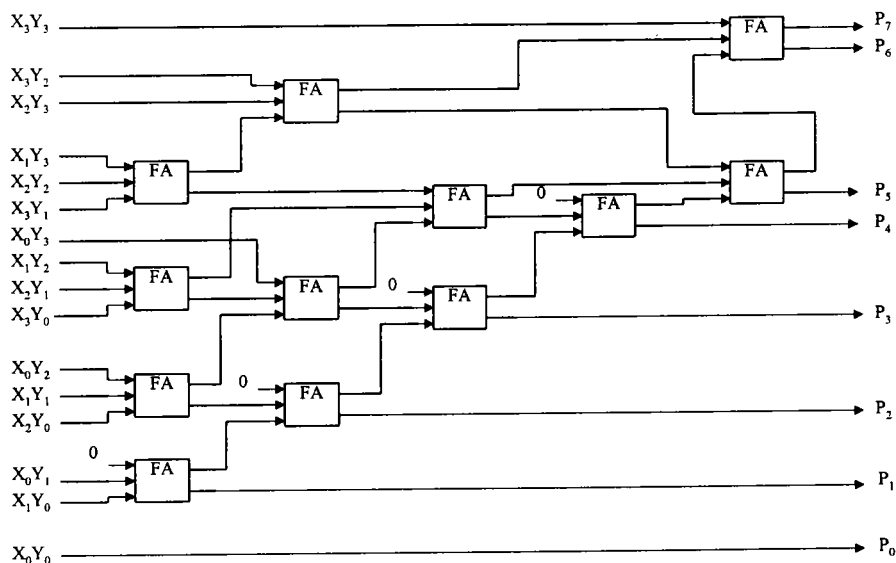 X₃Y₃
FA
P₇
P₆
X₃Y₂
X₂Y₃
FA
X₁Y₃
X₂Y₂
X₃Y₁
FA
FA
FA
P₅
0
FA
P₄
X₀Y₃
X₁Y₂
X₂Y₁
X₃Y₀
FA
FA
0
FA
P₃
X₀Y₂
X₁Y₁
X₂Y₀
FA
0
FA
P₂
0
X₀Y₁
X₁Y₀
FA
P₁
X₀Y₀
P₀